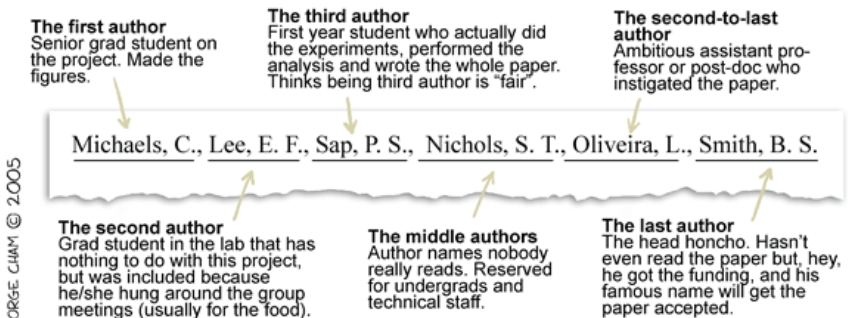 The first author
Senior grad student on
the project. Made the
figures.
The third author
First year student who actually did
the experiments, performed the
analysis and wrote the whole paper.
Thinks being third author is "fair".
The second-to-last
author
Ambitious assistant pro-
fessor or post-doc who
instigated the paper.
Michaels, C., Lee, E. F., Sap, P. S., Nichols, S. T., Oliveira, L., Smith, B. S.
The second author
Grad student in the lab that has
nothing to do with this project,
but was included because
he/she hung around the group
meetings (usually for the food).
The middle authors
Author names nobody
really reads. Reserved
for undergrads and
technical staff.
The last author
The head honcho. Hasn't
even read the paper but, hey,
he got the funding, and his
famous name will get the
paper accepted.
ORGE CHAM © 2005